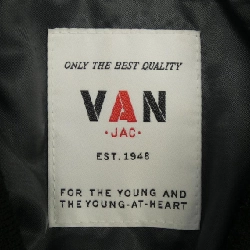 ONLY THE BEST QUALITY
VAN
·JAC·
EST. 1948
FOR THE YOUNG AND
THE YOUNG-AT-HEART